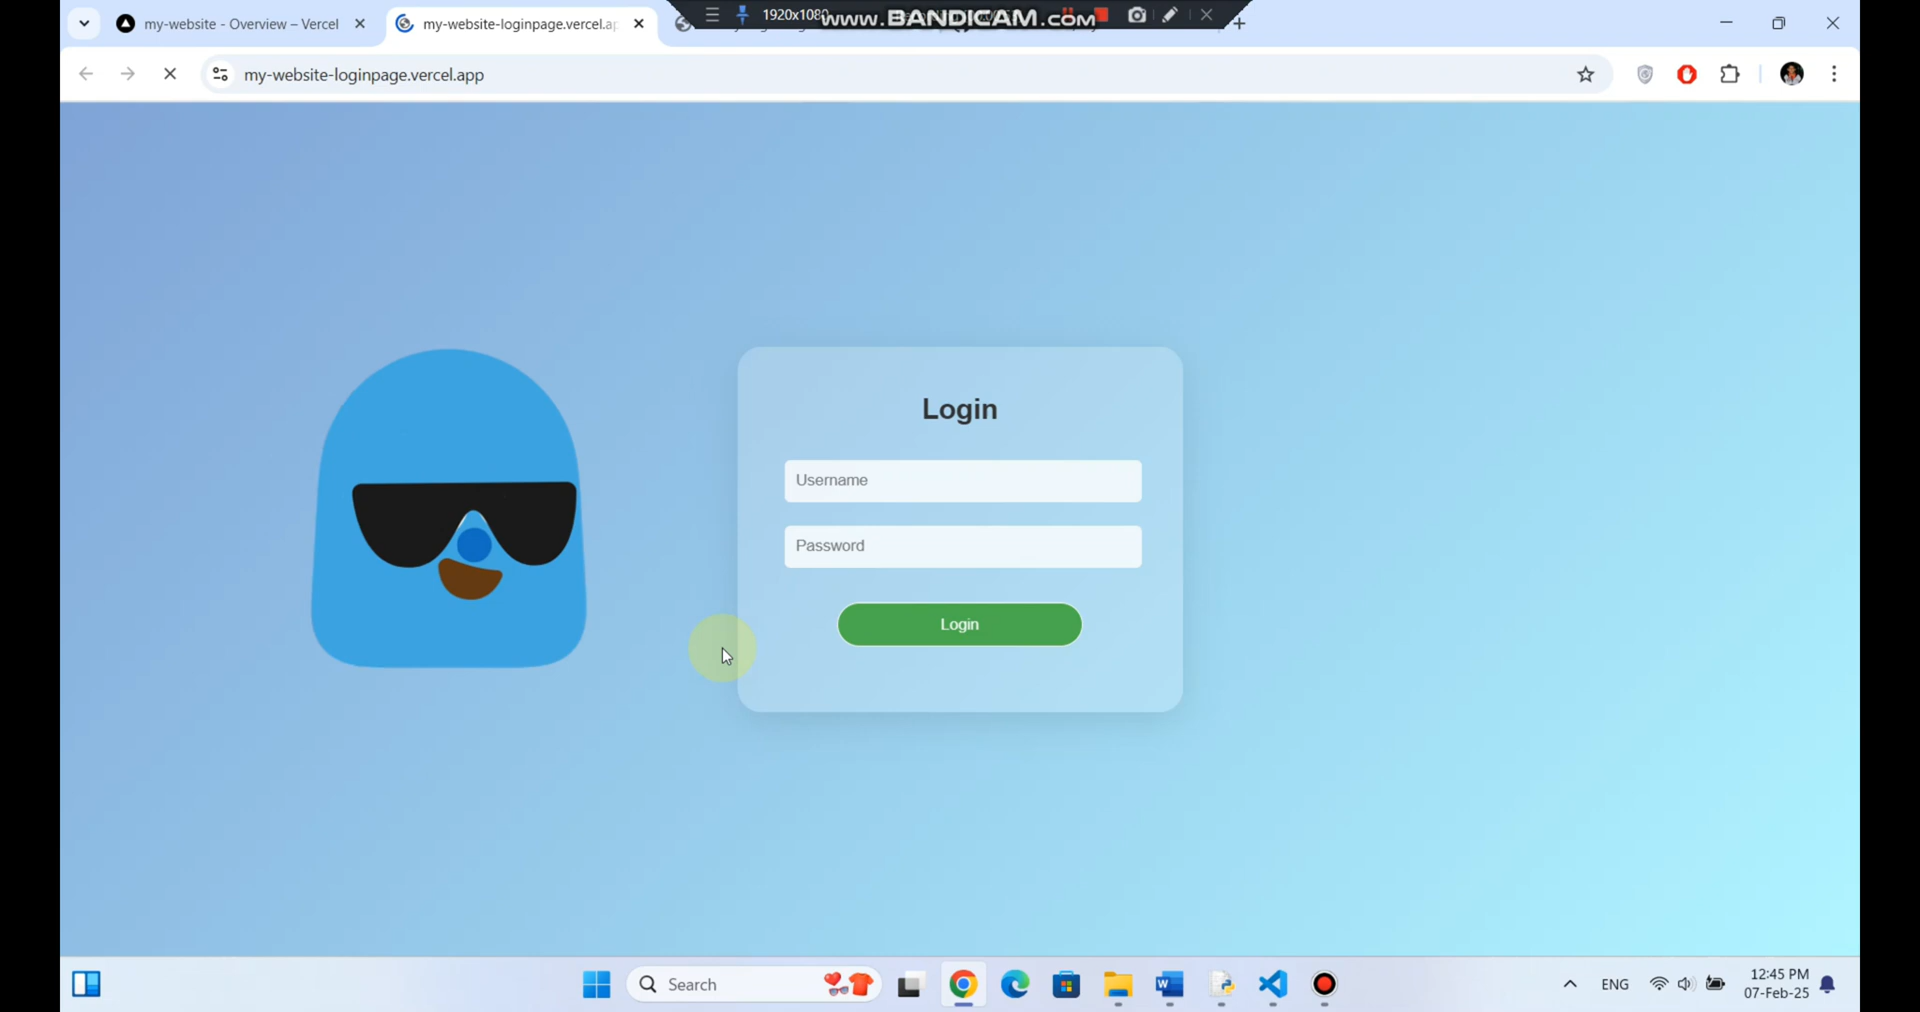 my-website - Overview – Vercel
my-website-loginpage.vercel.ap
1920x1080
www.BANDICAM.com
my-website-loginpage.vercel.app
Login
Username
Password
Login
Search
ENG
12:45 PM
07-Feb-25